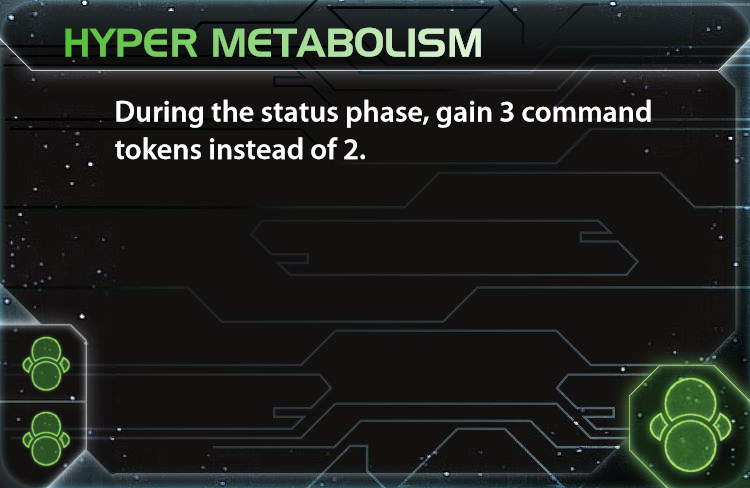 HYPER METABOLISM
During the status phase, gain 3 command
tokens instead of 2.